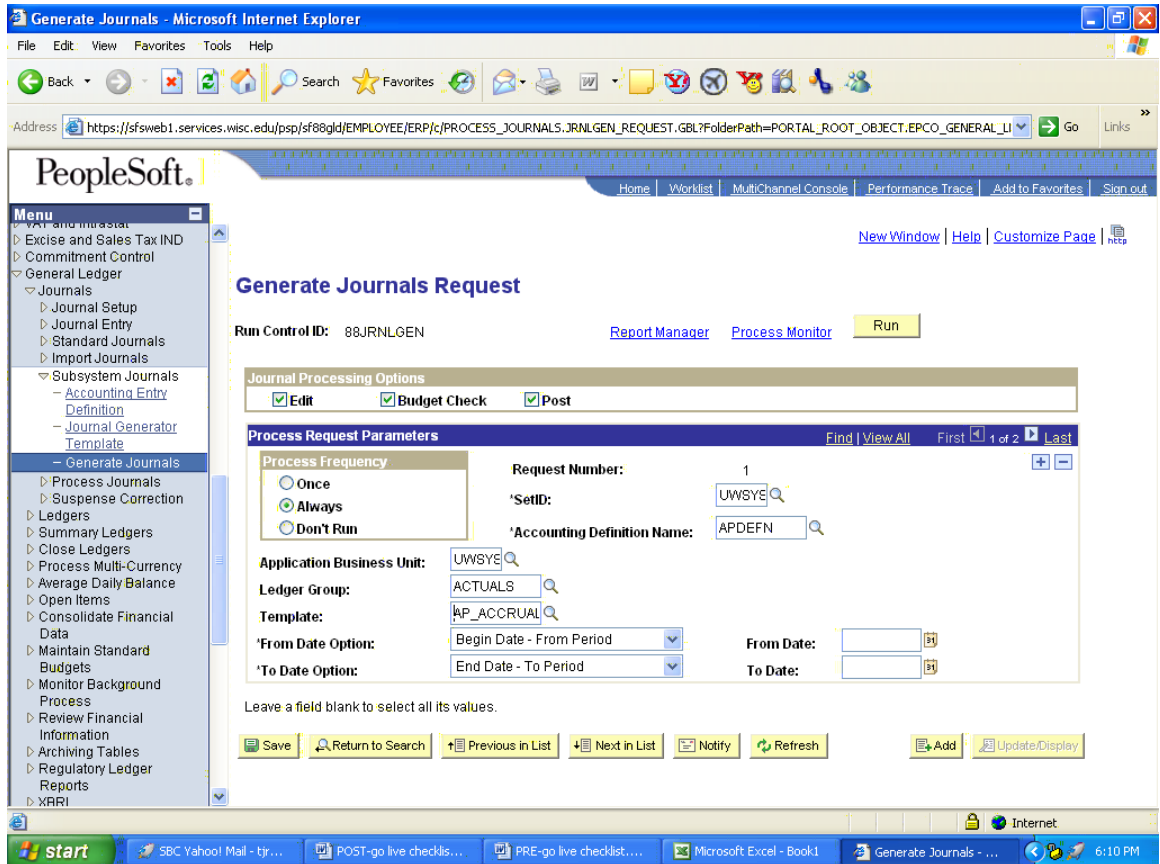 Generate Journals - Microsoft Internet Explorer
File Edit View Favorites Tools Help
Back Search Favorites
Address https://sfsweb1.services.wisc.edu/psp/sf88gld/EMPLOYEE/ERP/c/PROCESS_JOURNALS.JRNLGEN_REQUEST.GBL?FolderPath=PORTAL_ROOT_OBJECT.EPCO_GENERAL_LI Go Links
PeopleSoft.
Home | Worklist | MultiChannel Console | Performance Trace | Add to Favorites | Sign out
Menu
VAT and Intrastat
Excise and Sales Tax IND
Commitment Control
General Ledger
Journals
Journal Setup
Journal Entry
Standard Journals
Import Journals
Subsystem Journals
– Accounting Entry
Definition
– Journal Generator
Template
– Generate Journals
Process Journals
Suspense Correction
Ledgers
Summary Ledgers
Close Ledgers
Process Multi-Currency
Average Daily Balance
Open Items
Consolidate Financial
Data
Maintain Standard
Budgets
Monitor Background
Process
Review Financial
Information
Archiving Tables
Regulatory Ledger
Reports
XBRL
New Window | Help | Customize Page | http
Generate Journals Request
Run Control ID: 88JRNLGEN Report Manager Process Monitor Run
Journal Processing Options
Edit Budget Check Post
Process Request Parameters Find | View All First 1 of 2 Last
Process Frequency
Once
Always
Don't Run
Request Number: 1
*SetID: UWSYS
*Accounting Definition Name: APDEFN
Application Business Unit: UWSYS
Ledger Group: ACTUALS
Template: AP_ACCRUAL
*From Date Option: Begin Date - From Period From Date: 31
*To Date Option: End Date - To Period To Date: 31
Leave a field blank to select all its values.
Save Return to Search Previous in List Next in List Notify Refresh Add Update/Display
Internet
start SBC Yahoo! Mail - tjr... POST-go live checklis... PRE-go live checklist.... Microsoft Excel - Book1 Generate Journals - ... 6:10 PM